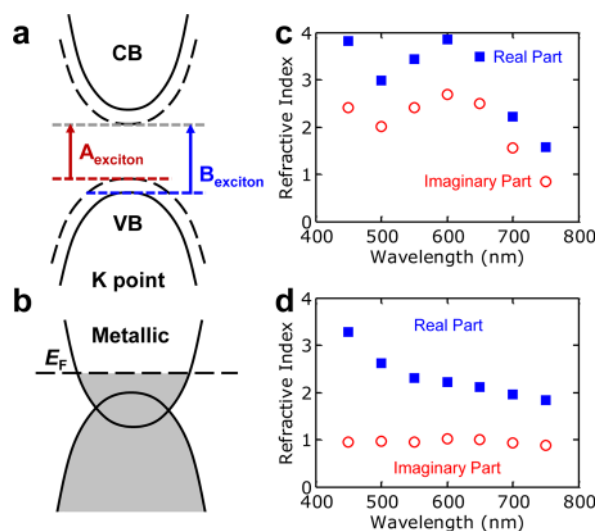 a
CB
A exciton
B exciton
VB
K point
b
Metallic
E F
c
4
3
2
1
0
Refractive Index
Real Part
Imaginary Part
400 500 600 700 800
Wavelength (nm)
d
4
3
2
1
0
Refractive Index
Real Part
Imaginary Part
400 500 600 700 800
Wavelength (nm)